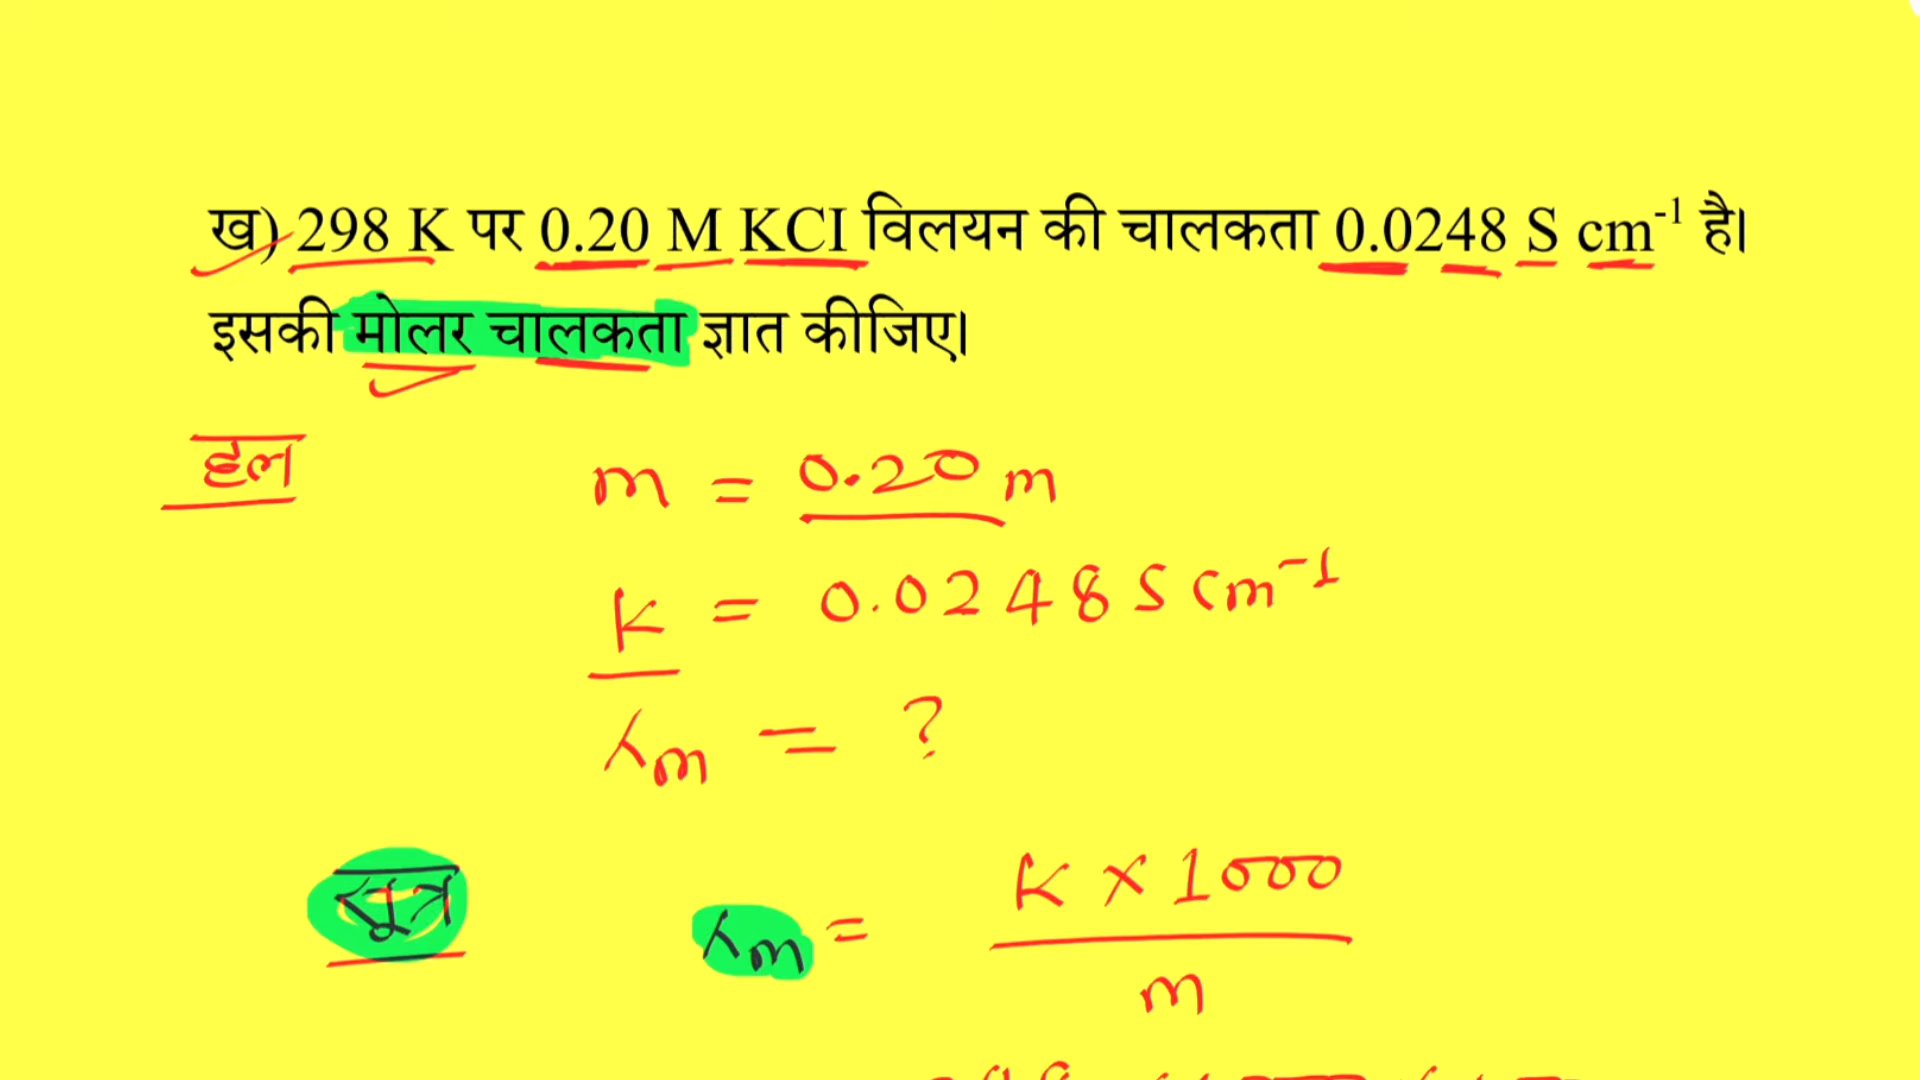 ख) 298 K पर 0.20 M KCI विलयन की चालकता 0.0248 S cm-1 है।
इसकी मोलर चालकता ज्ञात कीजिए।
हल
m = 0.20 m
K = 0.0248 S cm-1
λm = ?
सूत्र λm = K × 1000
m